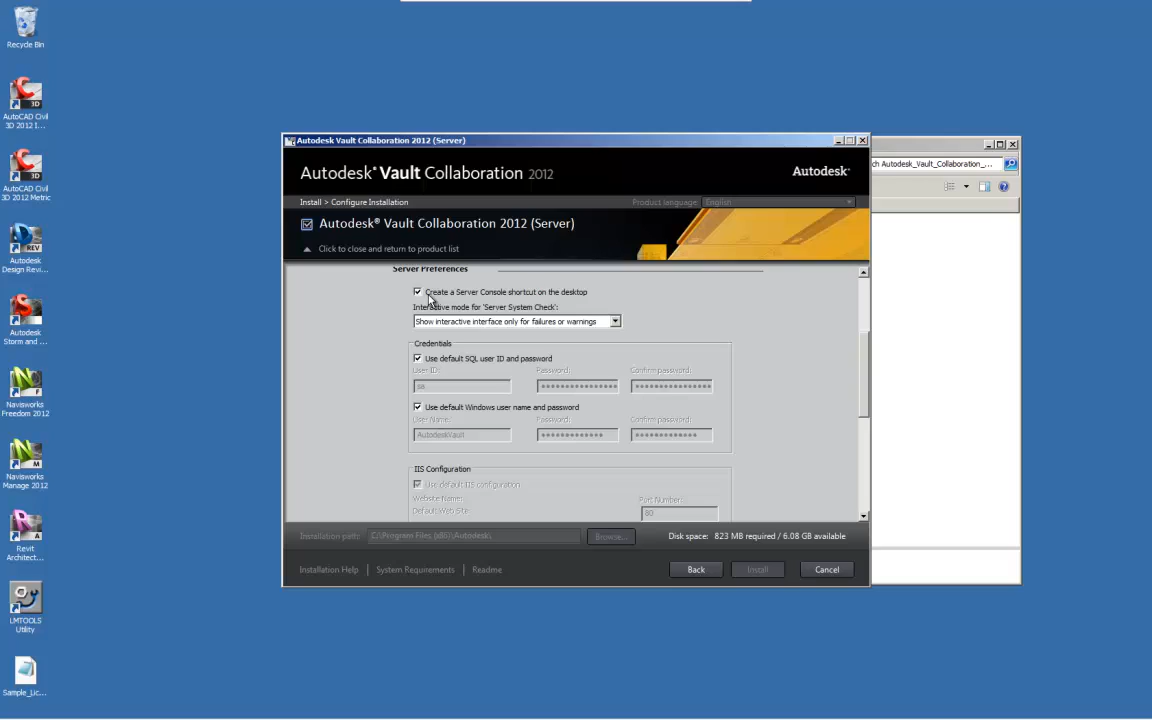 Recycle Bin
AutoCAD Civil
3D 2012 I...
AutoCAD Civil
3D 2012 Metric
Autodesk
Design Revi...
Autodesk
Storm and ...
Navisworks
Freedom 2012
Navisworks
Manage 2012
Revit
Architect...
LMTOOLS
Utility
Sample_Lic...
Autodesk Vault Collaboration 2012 (Server)
Autodesk® Vault Collaboration 2012
Autodesk®
Install > Configure Installation
Product language:
English
Autodesk® Vault Collaboration 2012 (Server)
Click to close and return to product list
Server Preferences
Create a Server Console shortcut on the desktop
Interactive mode for 'Server System Check':
Show interactive interface only for failures or warnings
Credentials
Use default SQL user ID and password
User ID:
Password:
Confirm password:
sa
****************
****************
Use default Windows user name and password
User Name:
Password:
Confirm password:
AutodeskVault
*************
*************
IIS Configuration
Use default IIS configuration
Website Name:
Port Number:
Default Web Site
80
Installation path:
C:\Program Files (x86)\Autodesk\
Browse...
Disk space: 823 MB required / 6.08 GB available
Installation Help
System Requirements
Readme
Back
Install
Cancel
ch Autodesk_Vault_Collaboration_...